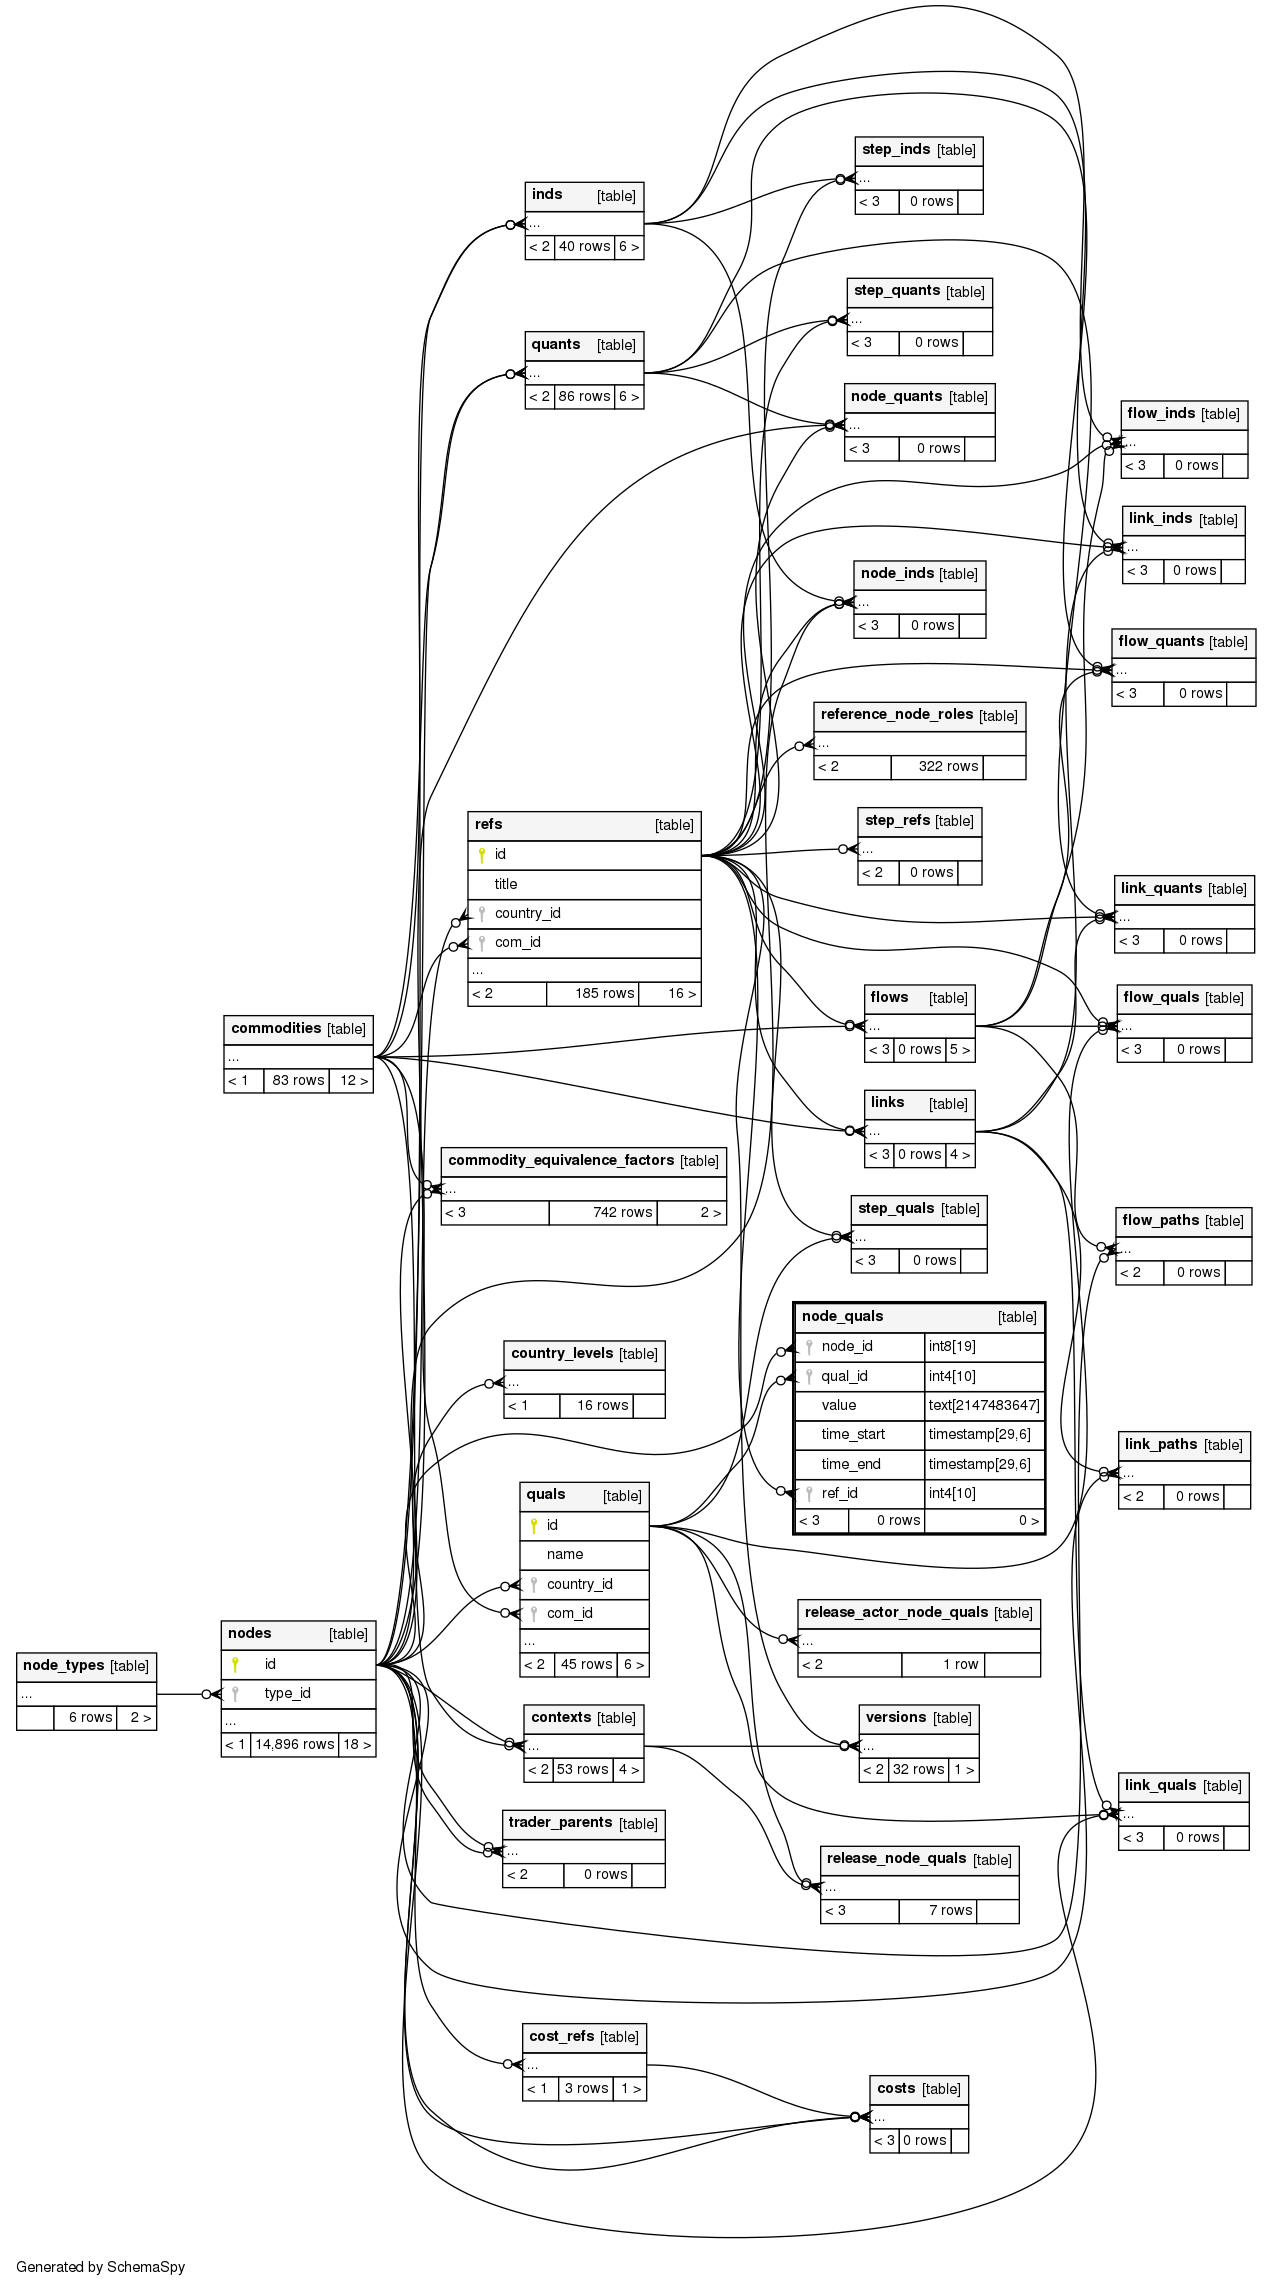 step_inds [table]
...
< 3 0 rows
inds [table]
...
< 2 40 rows 6 >
step_quants [table]
...
< 3 0 rows
quants [table]
...
< 2 86 rows 6 >
node_quants [table]
...
< 3 0 rows
flow_inds [table]
...
< 3 0 rows
link_inds [table]
...
< 3 0 rows
node_inds [table]
...
< 3 0 rows
flow_quants [table]
...
< 3 0 rows
reference_node_roles [table]
...
< 2 322 rows
step_refs [table]
...
< 2 0 rows
refs [table]
id
title
country_id
com_id
...
< 2 185 rows 16 >
link_quants [table]
...
< 3 0 rows
flows [table]
...
< 3 0 rows 5 >
flow_quals [table]
...
< 3 0 rows
commodities [table]
...
< 1 83 rows 12 >
links [table]
...
< 3 0 rows 4 >
commodity_equivalence_factors [table]
...
< 3 742 rows 2 >
step_quals [table]
...
< 3 0 rows
flow_paths [table]
...
< 2 0 rows
node_quals [table]
node_id int8[19]
qual_id int4[10]
value text[2147483647]
time_start timestamp[29,6]
time_end timestamp[29,6]
ref_id int4[10]
< 3 0 rows 0 >
country_levels [table]
...
< 1 16 rows
link_paths [table]
...
< 2 0 rows
quals [table]
id
name
country_id
com_id
...
< 2 45 rows 6 >
release_actor_node_quals [table]
...
< 2 1 row
nodes [table]
id
type_id
...
< 1 14,896 rows 18 >
node_types [table]
...
6 rows 2 >
contexts [table]
...
< 2 53 rows 4 >
versions [table]
...
< 2 32 rows 1 >
link_quals [table]
...
< 3 0 rows
trader_parents [table]
...
< 2 0 rows
release_node_quals [table]
...
< 3 7 rows
cost_refs [table]
...
< 1 3 rows 1 >
costs [table]
...
< 3 0 rows
Generated by SchemaSpy